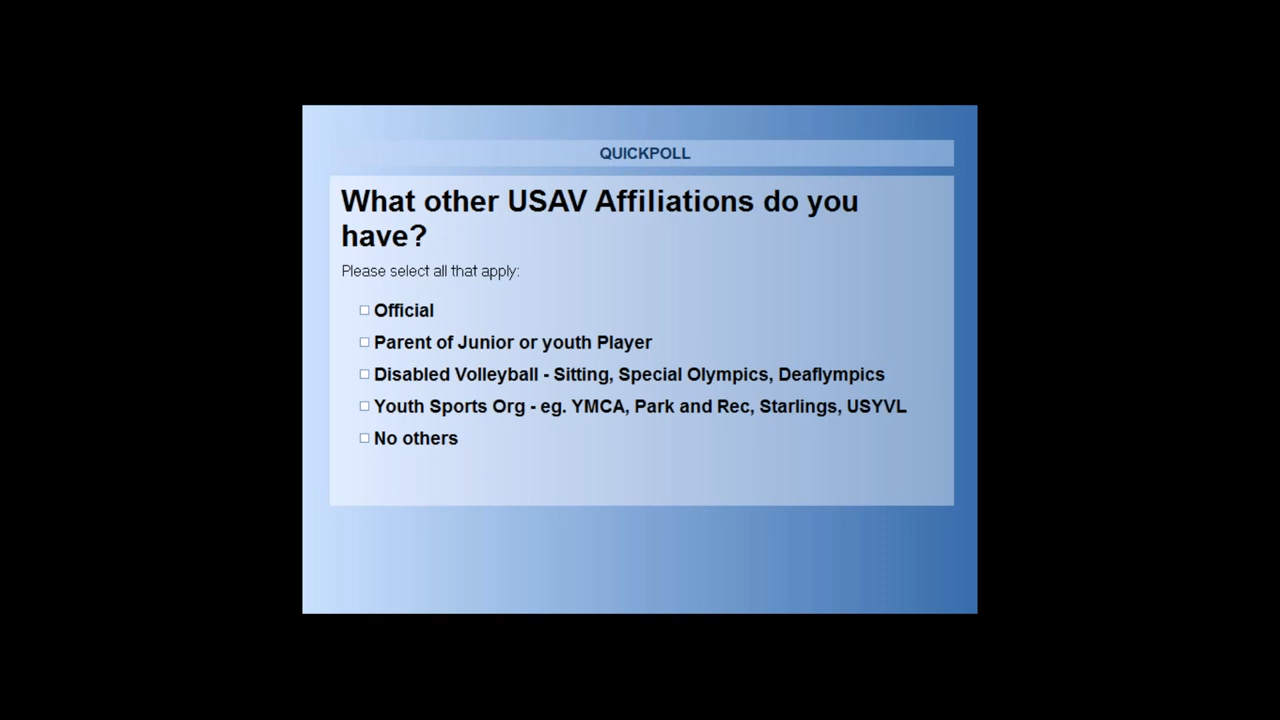 QUICKPOLL
What other USAV Affiliations do you
have?
Please select all that apply:
Official
Parent of Junior or youth Player
Disabled Volleyball - Sitting, Special Olympics, Deaflympics
Youth Sports Org - eg. YMCA, Park and Rec, Starlings, USYVL
No others